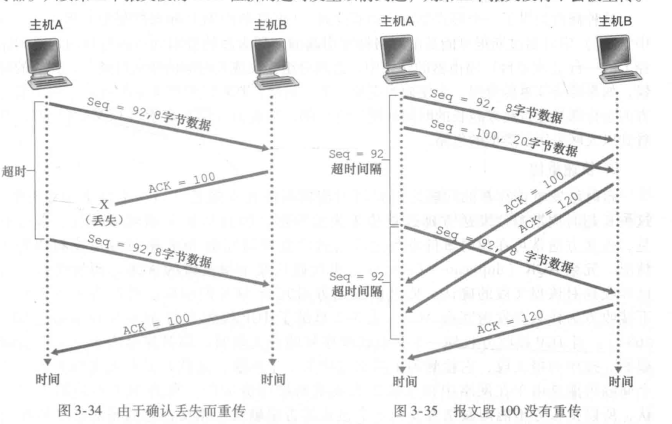 主机A
主机B
Seq = 92,8字节数据
超时
ACK = 100
X
(丢失)
Seq = 92,8字节数据
ACK = 100
时间
时间
图 3-34 由于确认丢失而重传
主机A
主机B
Seq = 92, 8字节数据
Seq = 100, 20字节数据
Seq = 92
超时间隔
ACK = 100
ACK = 120
Seq = 92,8 字节数据
Seq = 92
超时间隔
ACK = 120
时间
时间
图 3-35 报文段 100 没有重传